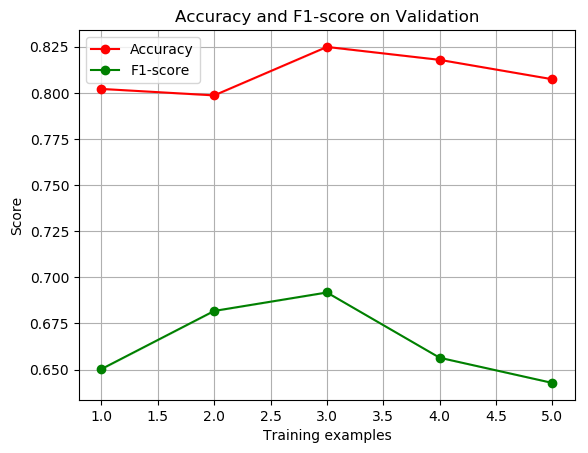 Accuracy and F1-score on Validation
Accuracy
F1-score
0.825
0.800
0.775
0.750
0.725
0.700
0.675
0.650
Score
1.0 1.5 2.0 2.5 3.0 3.5 4.0 4.5 5.0
Training examples